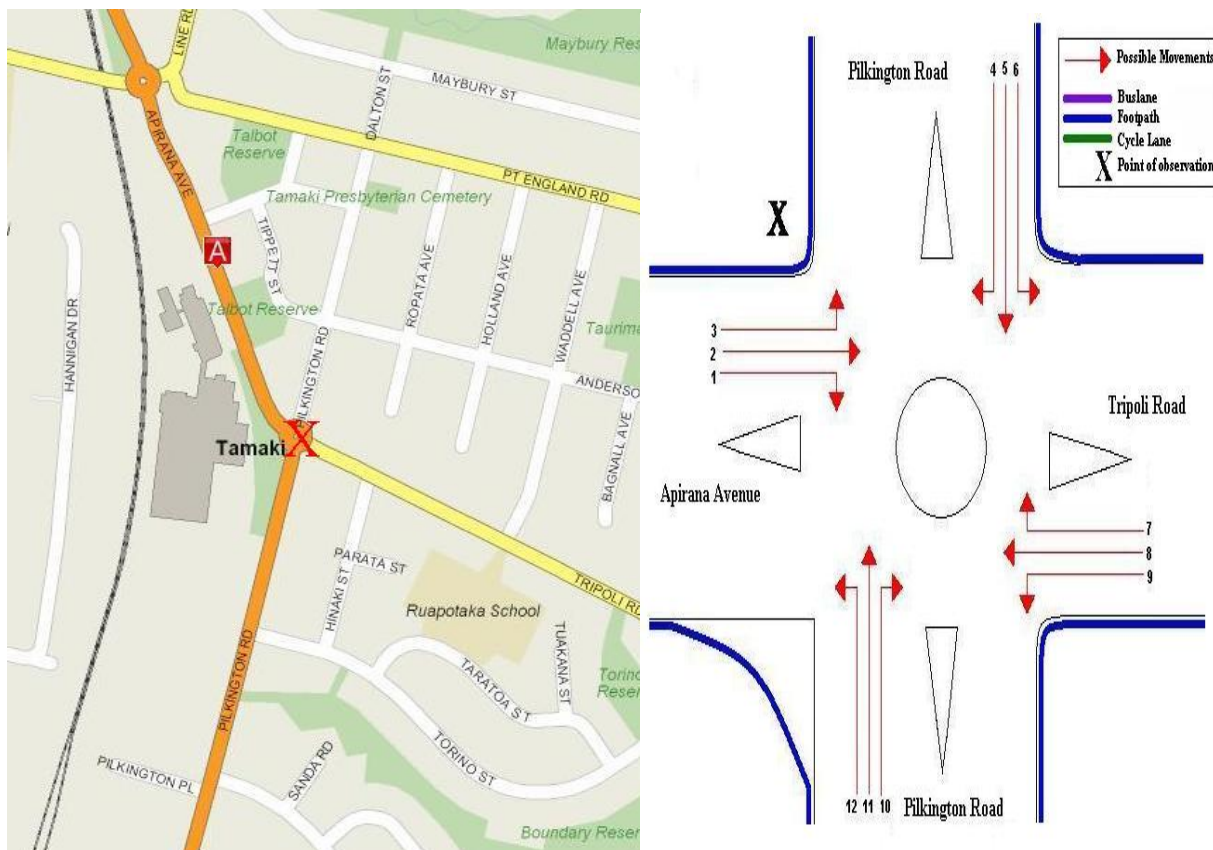 LINE RD
Maybury Res
MAYBURY ST
DALTON ST
APIRANA AVE
Talbot
Reserve
PT ENGLAND RD
Tamaki Presbyterian Cemetery
TIPPETT ST
A
HANNIGAN DR
Talbot Reserve
ROPATA AVE
HOLLAND AVE
WADDELL AVE
Taurima
PILKINGTON RD
ANDERSO
BAGNALL AVE
Tamaki
X
PARATA ST
HINAKI ST
TRIPOLI RD
Ruapotaka School
PILKINGTON RD
TARATOA ST
TUAKANA ST
Torino
Reser
TORINO ST
PILKINGTON PL
SANDA RD
Boundary Reserv
Pilkington Road
4 5 6
Possible Movements
Buslane
Footpath
Cycle Lane
X Point of observation
X
3
2
1
Tripoli Road
Apirana Avenue
7
8
9
12 11 10
Pilkington Road